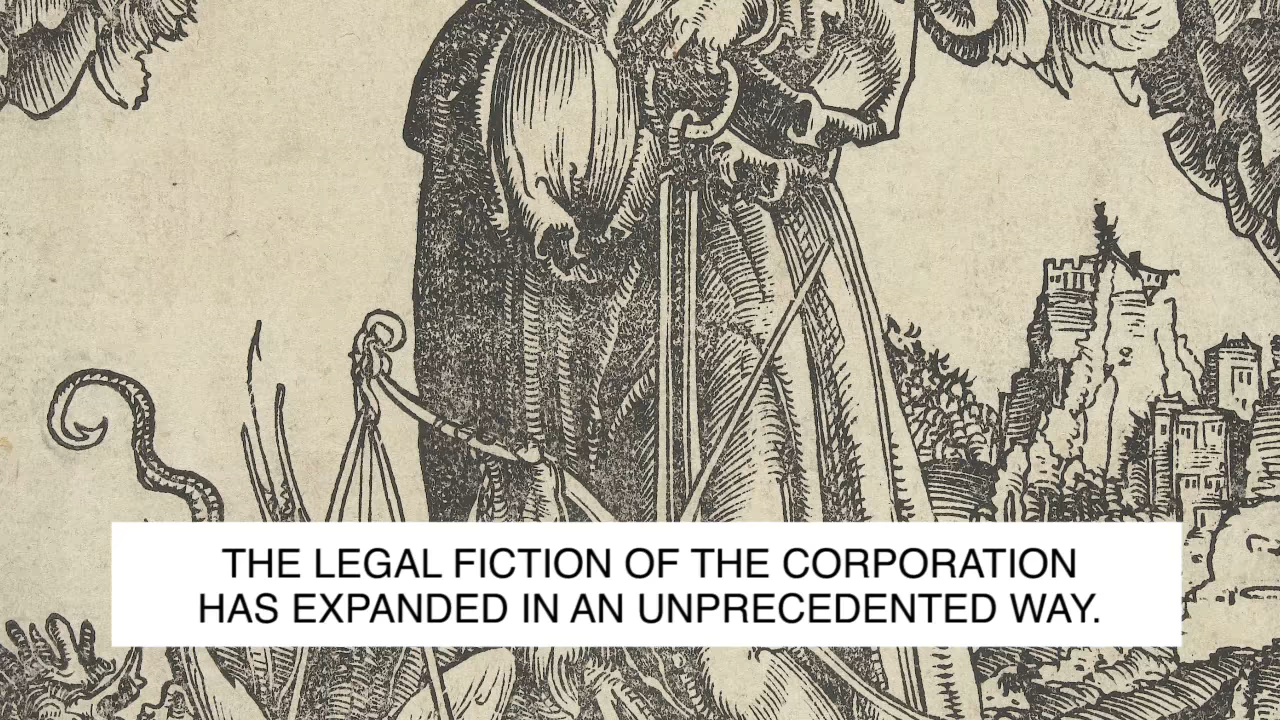 THE LEGAL FICTION OF THE CORPORATION
HAS EXPANDED IN AN UNPRECEDENTED WAY.